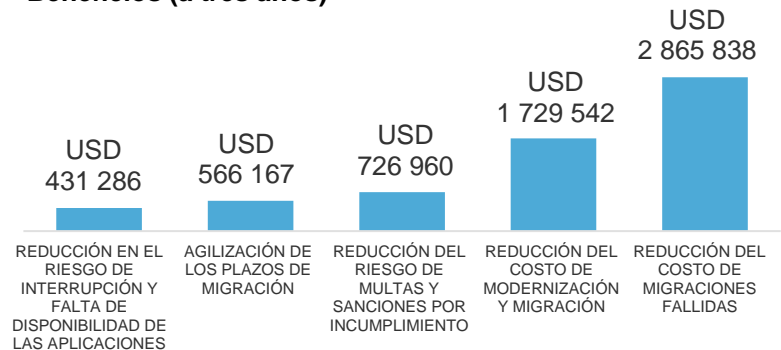 Beneficios (a tres años)
USD
2 865 838
USD
1 729 542
USD
726 960
USD
566 167
USD
431 286
REDUCCIÓN EN EL
RIESGO DE
INTERRUPCIÓN Y
FALTA DE
DISPONIBILIDAD DE
LAS APLICACIONES
AGILIZACIÓN DE
LOS PLAZOS DE
MIGRACIÓN
REDUCCIÓN DEL
RIESGO DE
MULTAS Y
SANCIONES POR
INCUMPLIMIENTO
REDUCCIÓN DEL
COSTO DE
MODERNIZACIÓN
Y MIGRACIÓN
REDUCCIÓN DEL
COSTO DE
MIGRACIONES
FALLIDAS